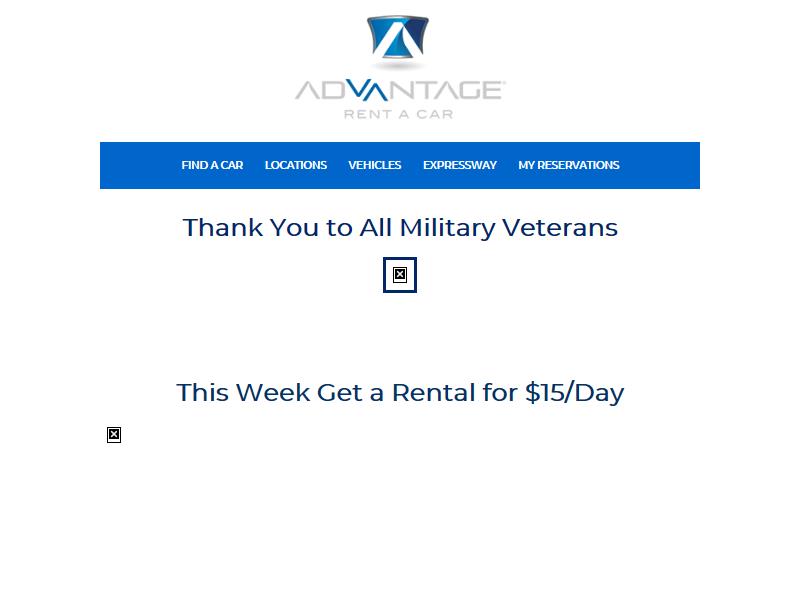 ADVANTAGE
RENT A CAR
FIND A CAR LOCATIONS VEHICLES EXPRESSWAY MY RESERVATIONS
Thank You to All Military Veterans
This Week Get a Rental for $15/Day